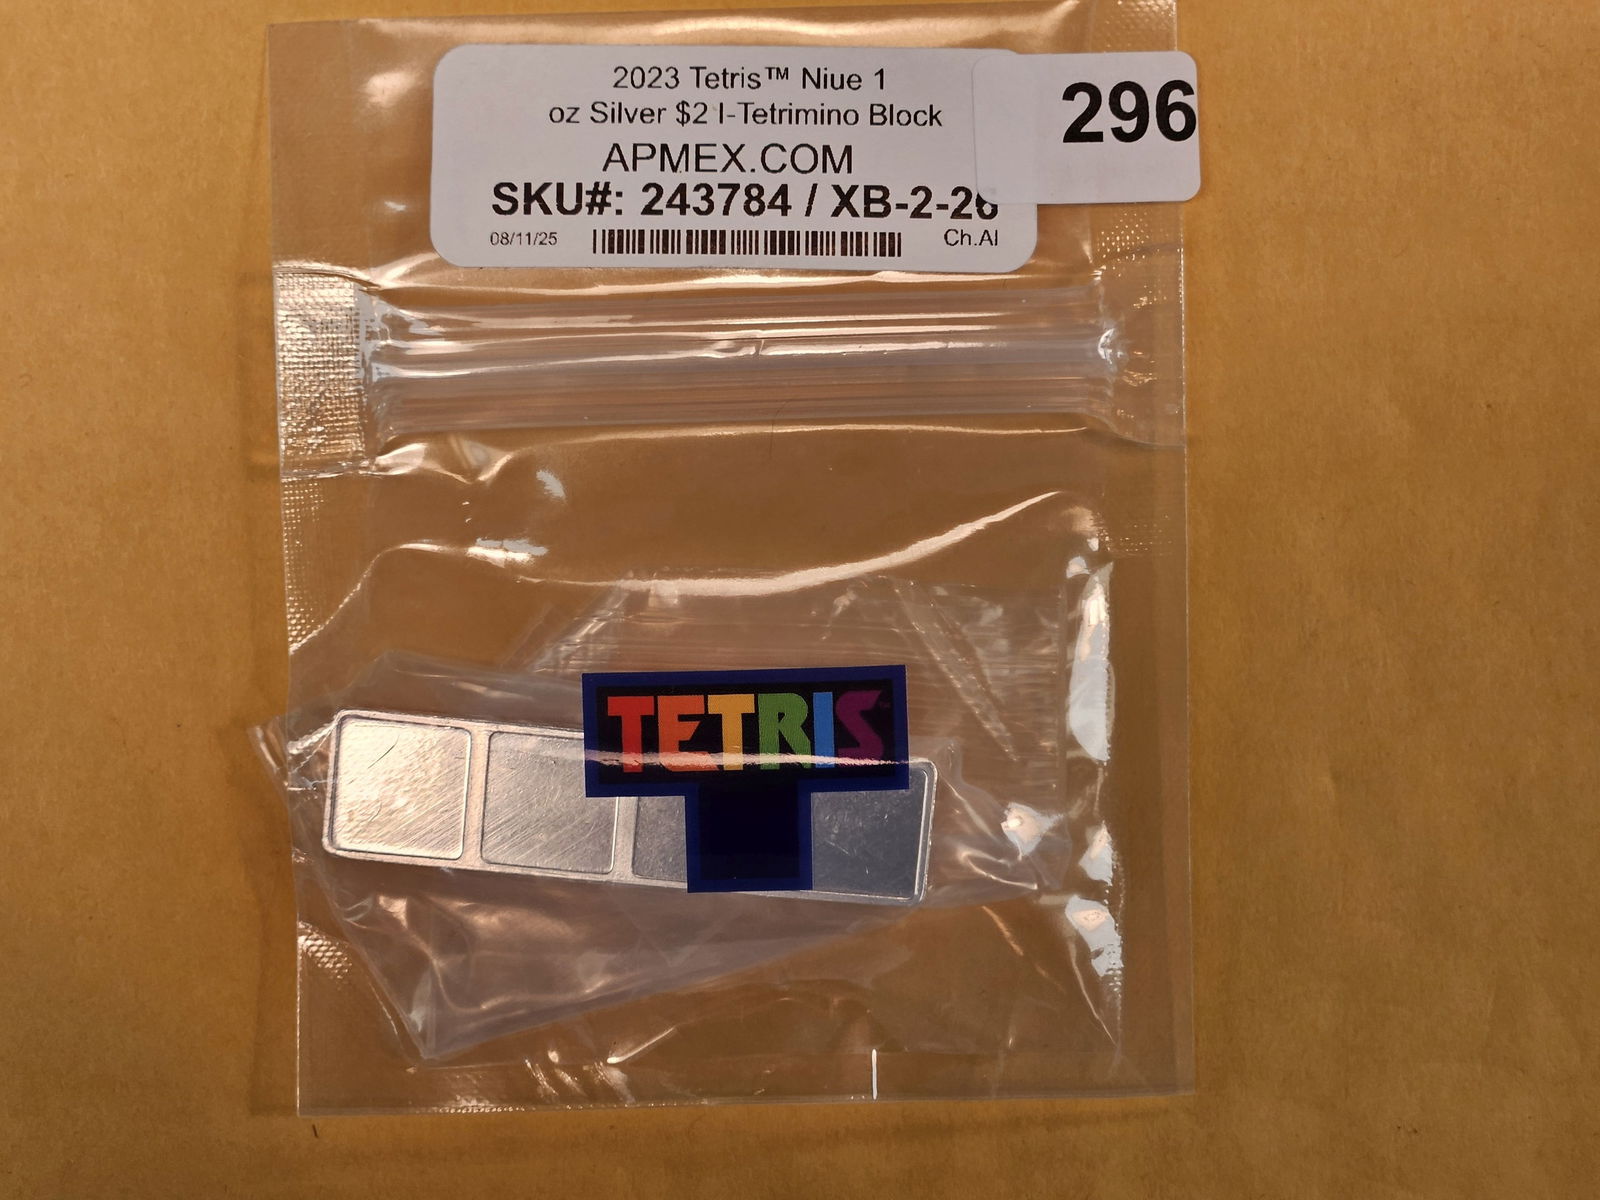 2023 Tetris™ Niue 1
oz Silver $2 I-Tetrimino Block
APMEX.COM
SKU#: 243784 / XB-2-26
08/11/25
Ch.AI
296
TETRIS™